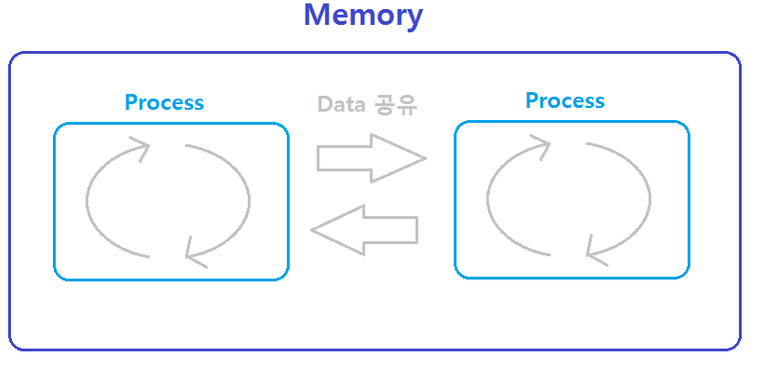 Memory
Process
Data 공유
Process